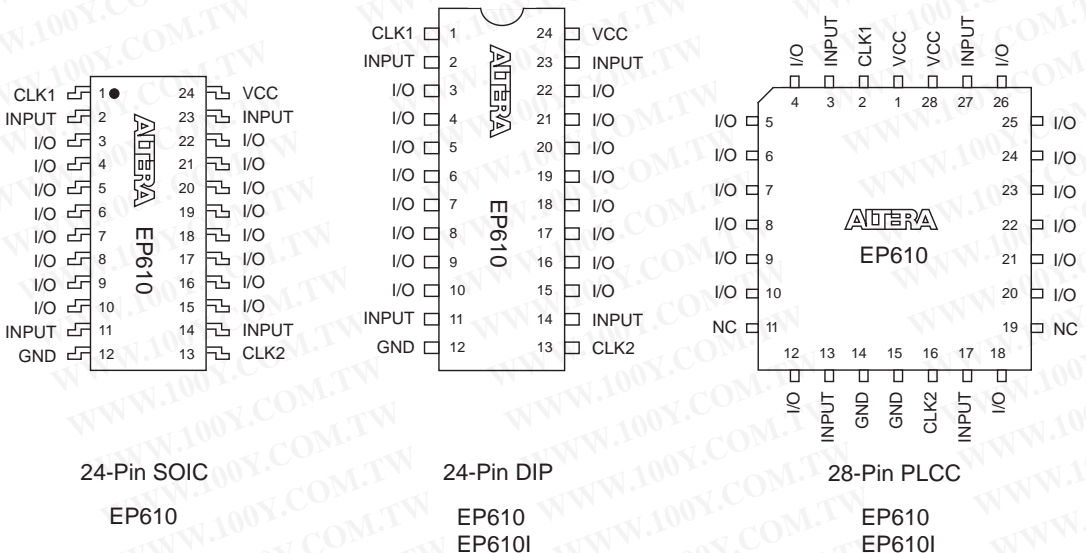 CLK1 1 24 VCC
INPUT 2 23 INPUT
I/O 3 22 I/O
I/O 4 21 I/O
I/O 5 20 I/O
I/O 6 19 I/O
I/O 7 18 I/O
I/O 8 17 I/O
I/O 9 16 I/O
I/O 10 15 I/O
INPUT 11 14 INPUT
GND 12 13 CLK2
ALTERA
EP610
24-Pin SOIC
EP610
CLK1 1 24 VCC
INPUT 2 23 INPUT
I/O 3 22 I/O
I/O 4 21 I/O
I/O 5 20 I/O
I/O 6 19 I/O
I/O 7 18 I/O
I/O 8 17 I/O
I/O 9 16 I/O
I/O 10 15 I/O
INPUT 11 14 INPUT
GND 12 13 CLK2
ALTERA
EP610
24-Pin DIP
EP610
EP610I
I/O INPUT CLK1 VCC VCC INPUT I/O
4 3 2 1 28 27 26
I/O 5 25 I/O
I/O 6 24 I/O
I/O 7 23 I/O
I/O 8 22 I/O
I/O 9 21 I/O
I/O 10 20 I/O
NC 11 19 NC
ALTERA
EP610
12 13 14 15 16 17 18
I/O INPUT GND GND CLK2 INPUT I/O
28-Pin PLCC
EP610
EP610I
WWW.100Y.COM.TW